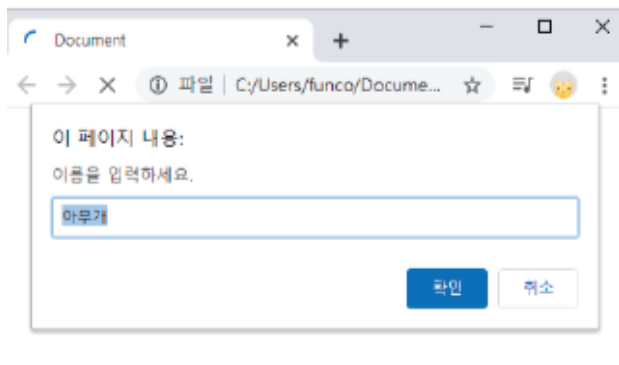 Document
파일 | C:/Users/funco/Docume...
이 페이지 내용:
이름을 입력하세요.
아무개
확인 취소